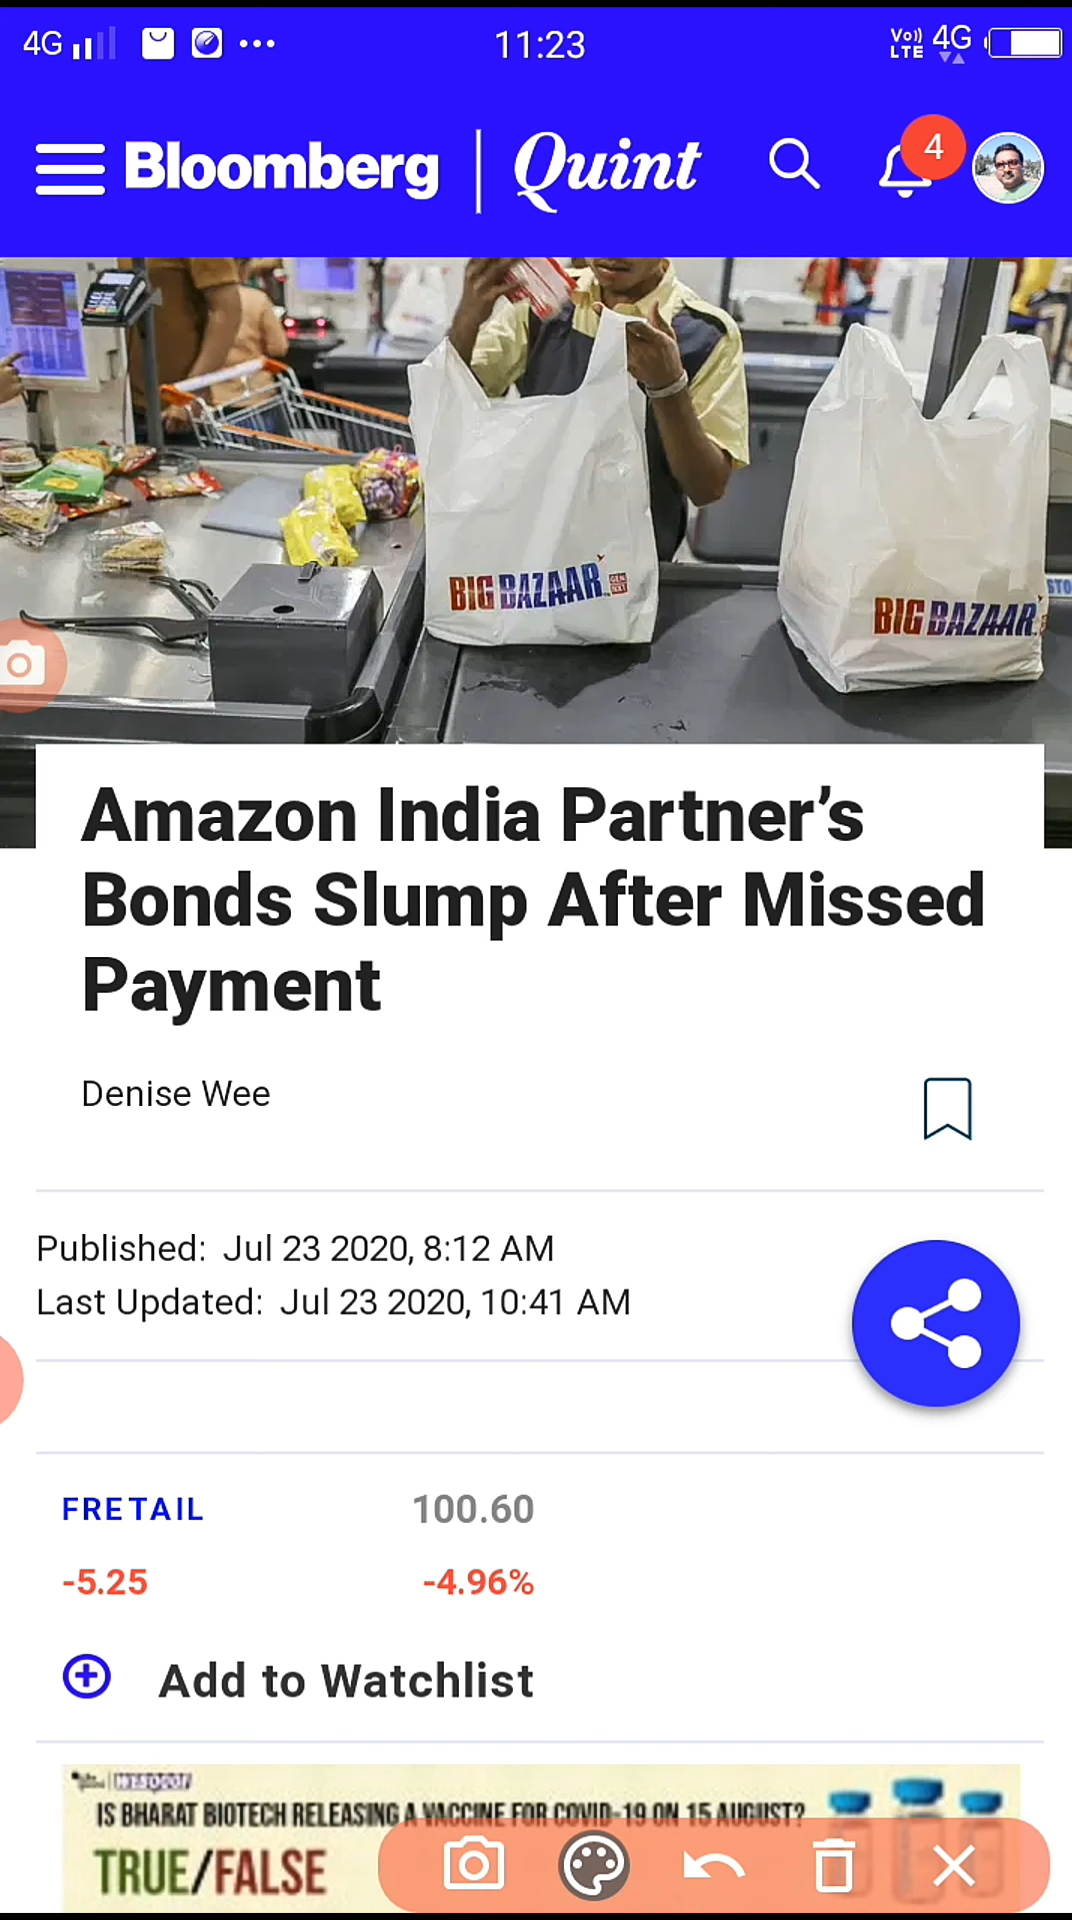 4G 11:23 Vo)) LTE 4G
Bloomberg | Quint 4
BIG BAZAAR GEN NXT
BIG BAZAAR
STO
Amazon India Partner’s
Bonds Slump After Missed
Payment
Denise Wee
Published: Jul 23 2020, 8:12 AM
Last Updated: Jul 23 2020, 10:41 AM
FRETAIL 100.60
-5.25 -4.96%
Add to Watchlist
IS BHARAT BIOTECH RELEASING A VACCINE FOR COVID-19 ON 15 AUGUST?
TRUE/FALSE